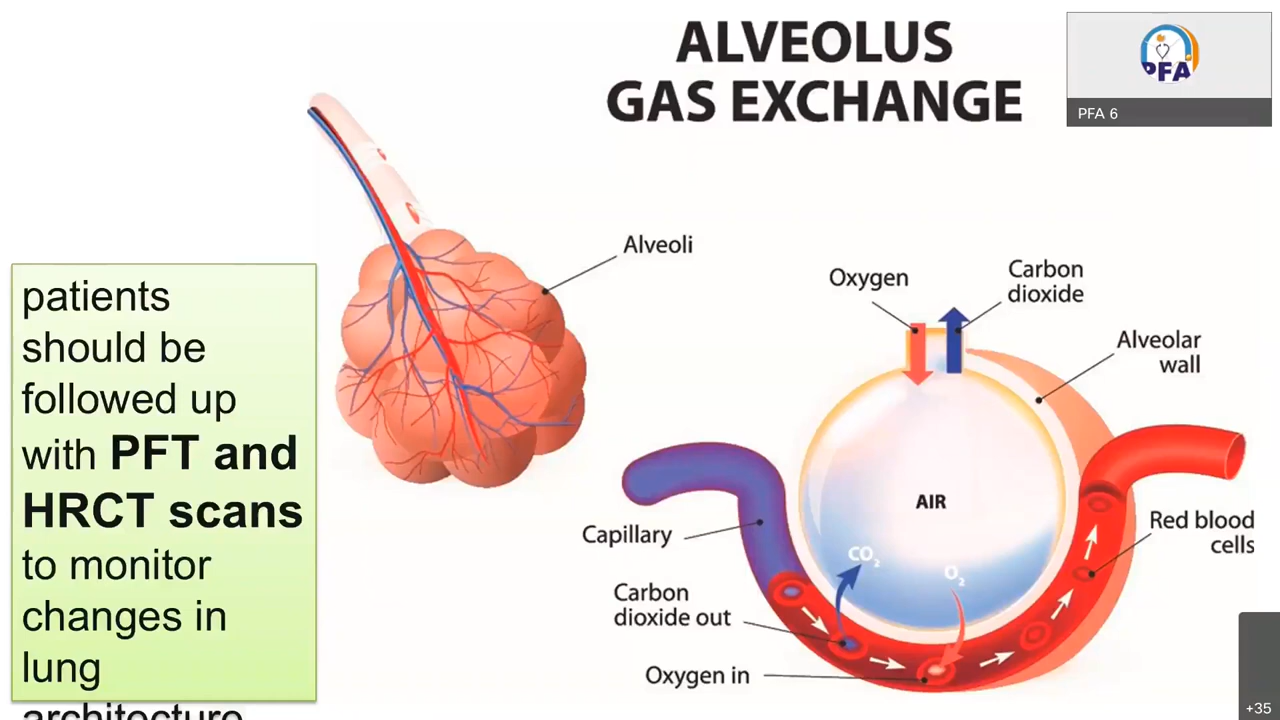 ALVEOLUS
GAS EXCHANGE
PFA
PFA 6
Alveoli
Oxygen
Carbon
dioxide
Alveolar
wall
patients
should be
followed up
with PFT and
HRCT scans
to monitor
changes in
lung
architecture
AIR
Capillary
Red blood
cells
CO₂
O₂
Carbon
dioxide out
Oxygen in
+35